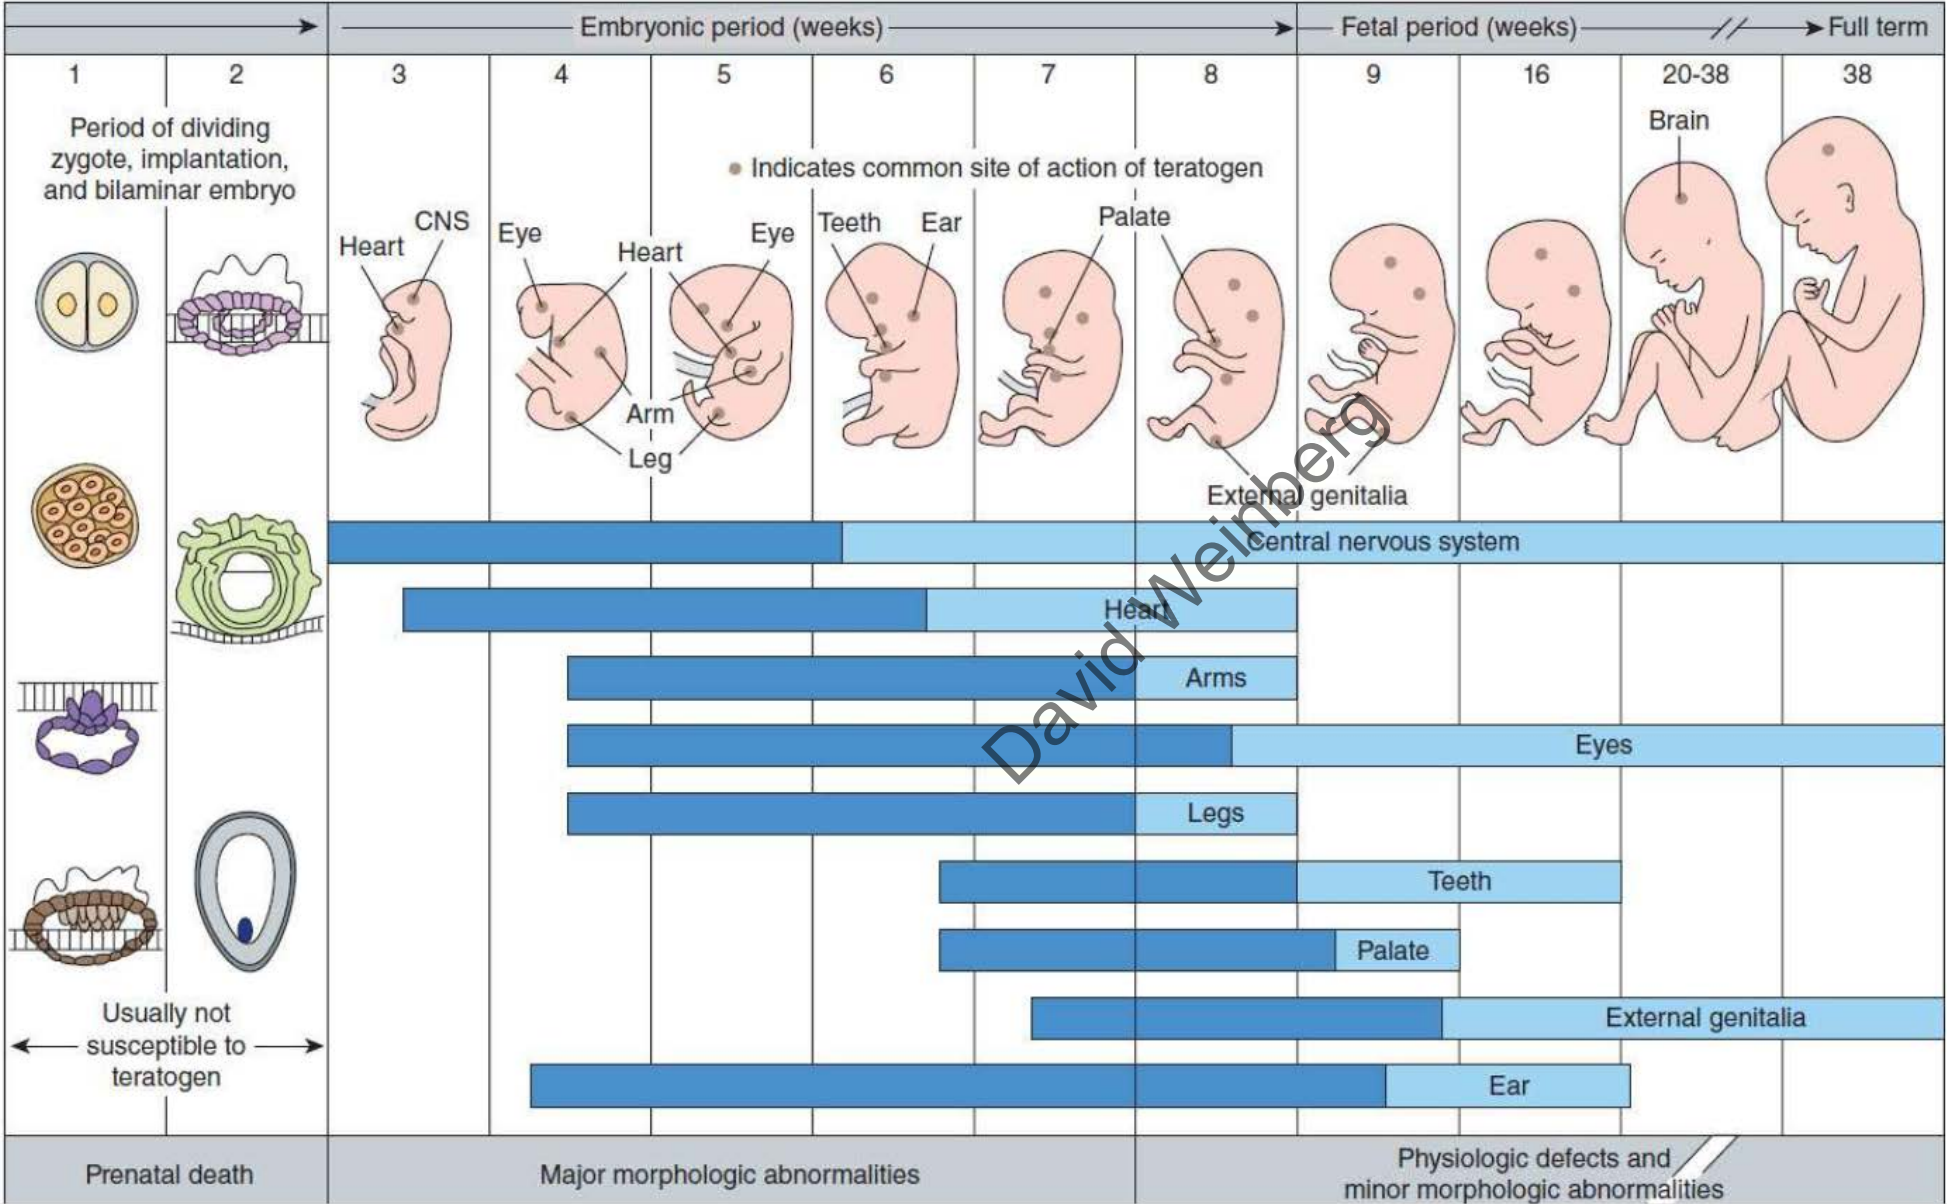 Embryonic period (weeks)
Fetal period (weeks)
Full term
1
2
3
4
5
6
7
8
9
16
20-38
38
Period of dividing
zygote, implantation,
and bilaminar embryo
Indicates common site of action of teratogen
Brain
Heart
CNS
Eye
Heart
Eye
Teeth
Ear
Palate
Arm
Leg
External genitalia
Central nervous system
Heart
Arms
Eyes
Legs
Teeth
Palate
External genitalia
Ear
Usually not
susceptible to
teratogen
Prenatal death
Major morphologic abnormalities
Physiologic defects and
minor morphologic abnormalities
David Weinberg